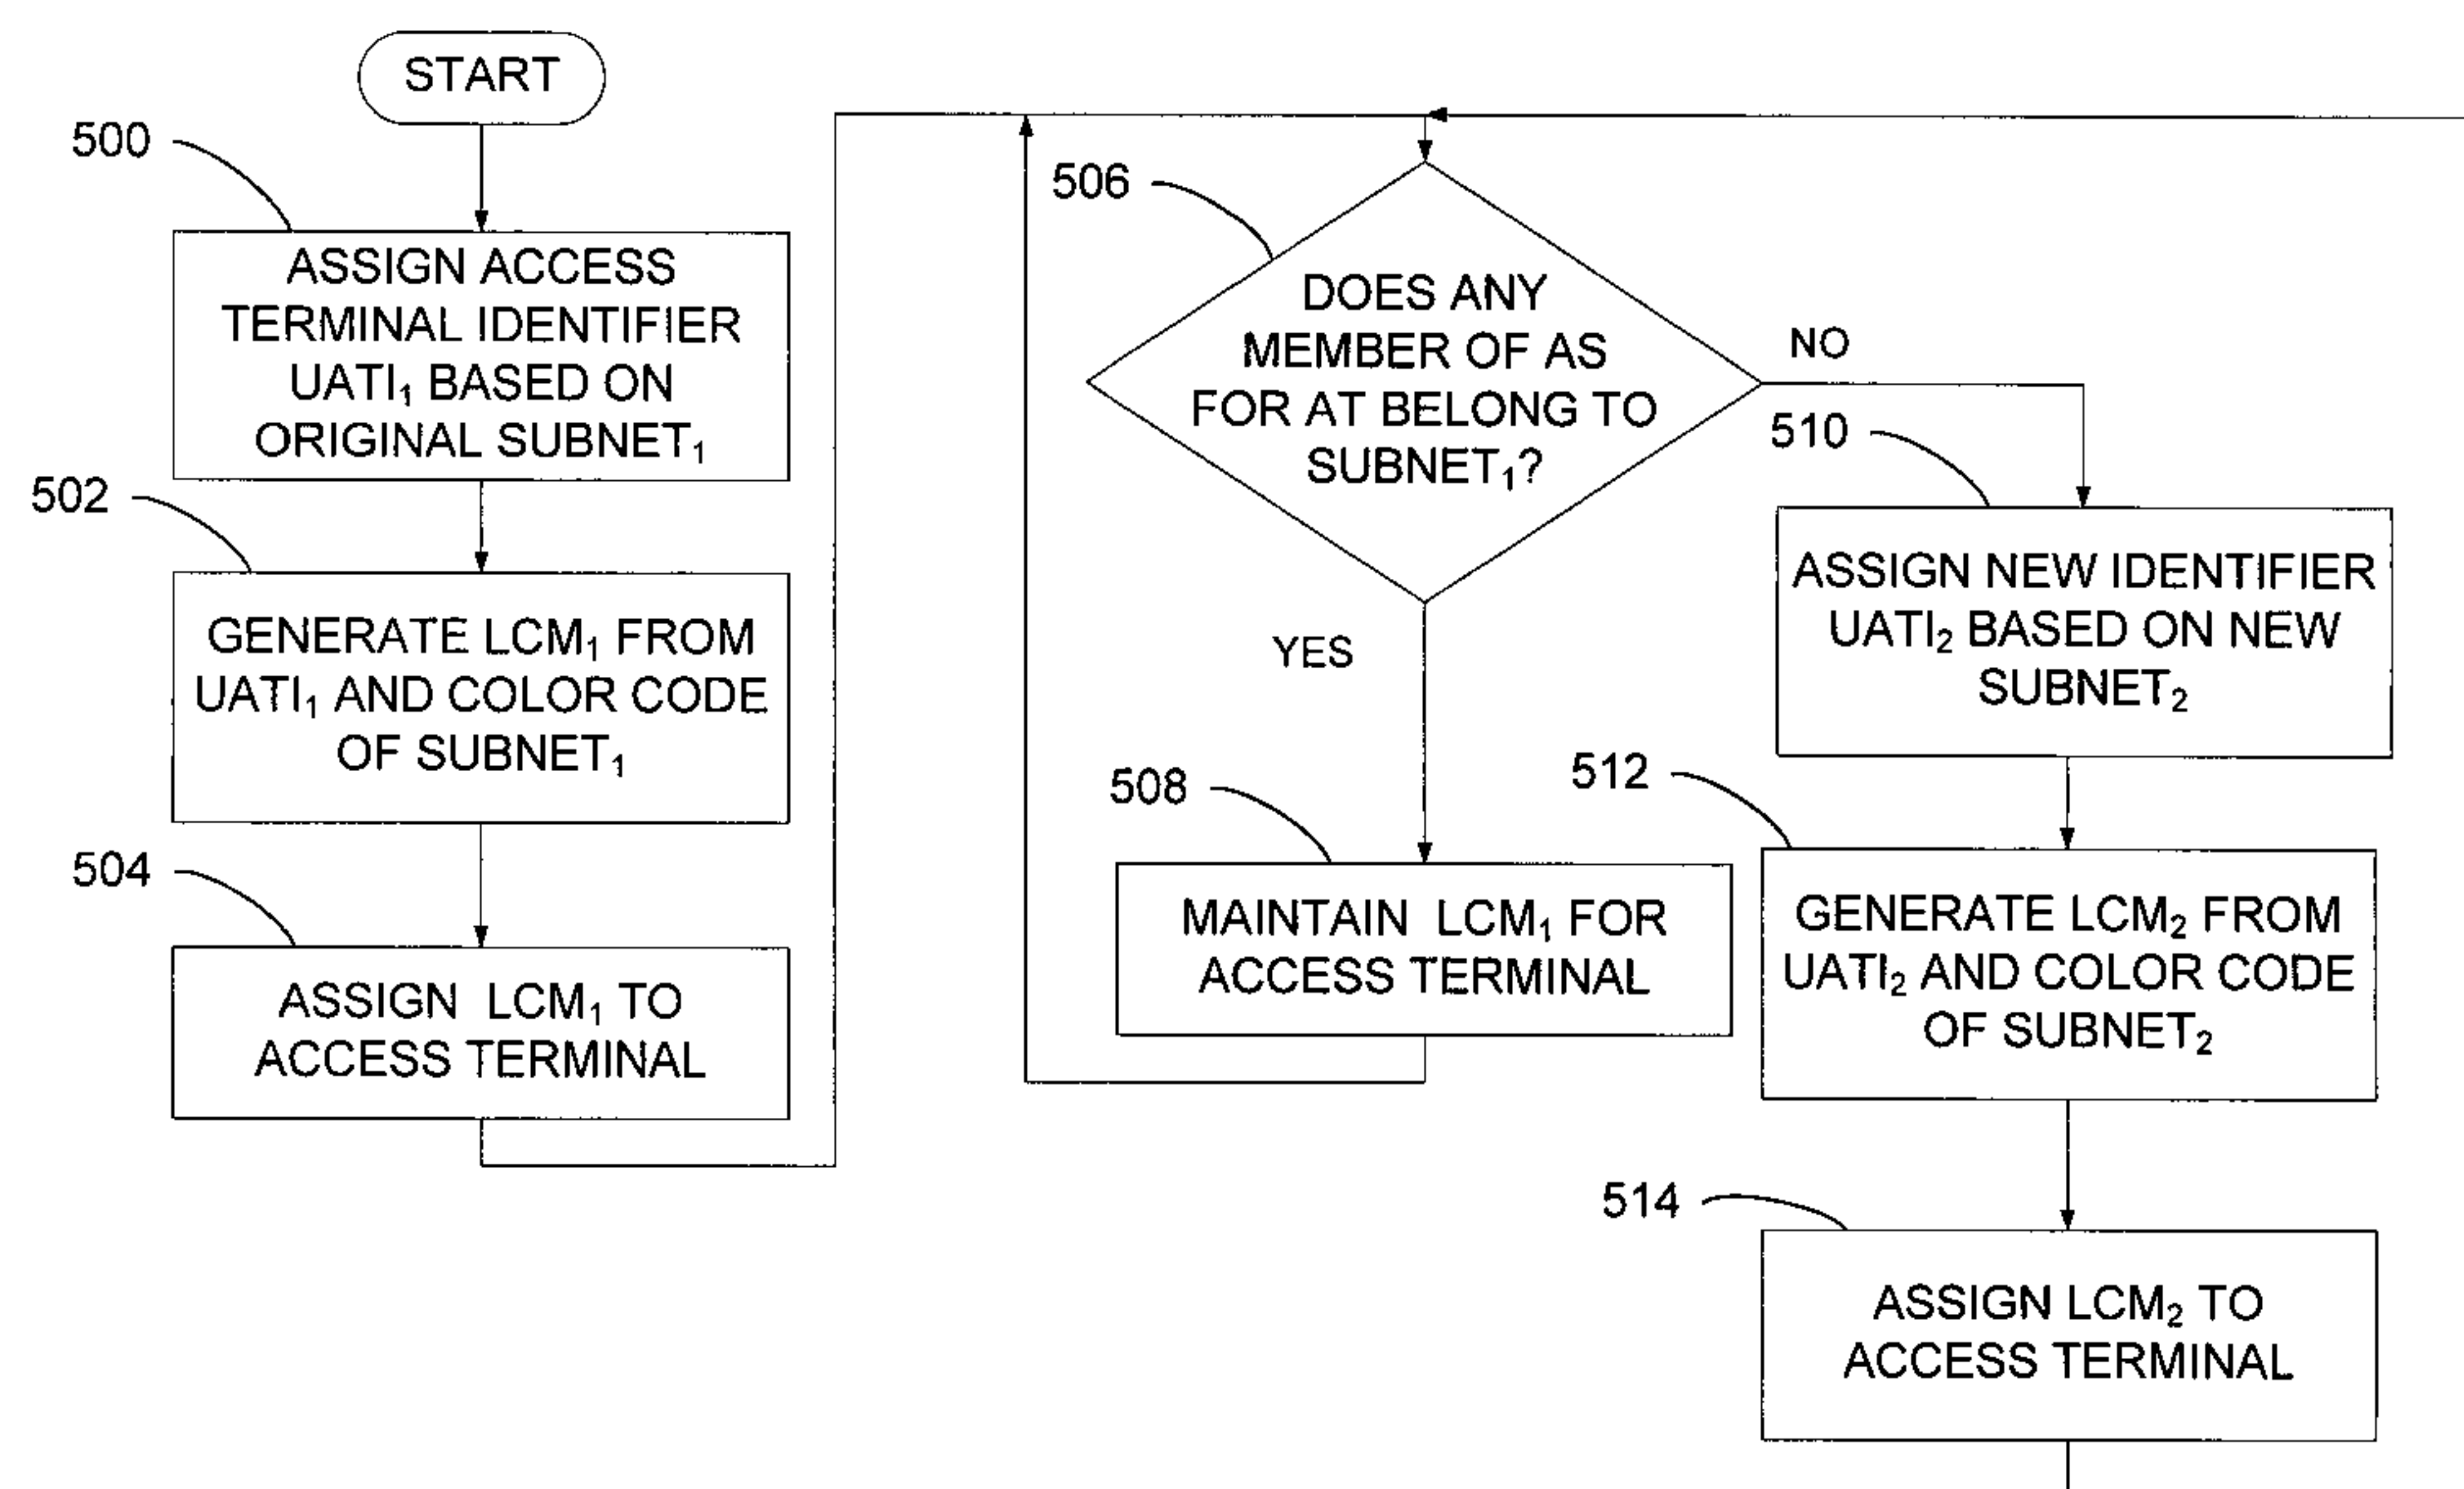 START
500
ASSIGN ACCESS
TERMINAL IDENTIFIER
UATI₁ BASED ON
ORIGINAL SUBNET₁
502
GENERATE LCM₁ FROM
UATI₁ AND COLOR CODE
OF SUBNET₁
504
ASSIGN LCM₁ TO
ACCESS TERMINAL
506
DOES ANY
MEMBER OF AS
FOR AT BELONG TO
SUBNET₁?
NO
YES
508
MAINTAIN LCM₁ FOR
ACCESS TERMINAL
510
ASSIGN NEW IDENTIFIER
UATI₂ BASED ON NEW
SUBNET₂
512
GENERATE LCM₂ FROM
UATI₂ AND COLOR CODE
OF SUBNET₂
514
ASSIGN LCM₂ TO
ACCESS TERMINAL